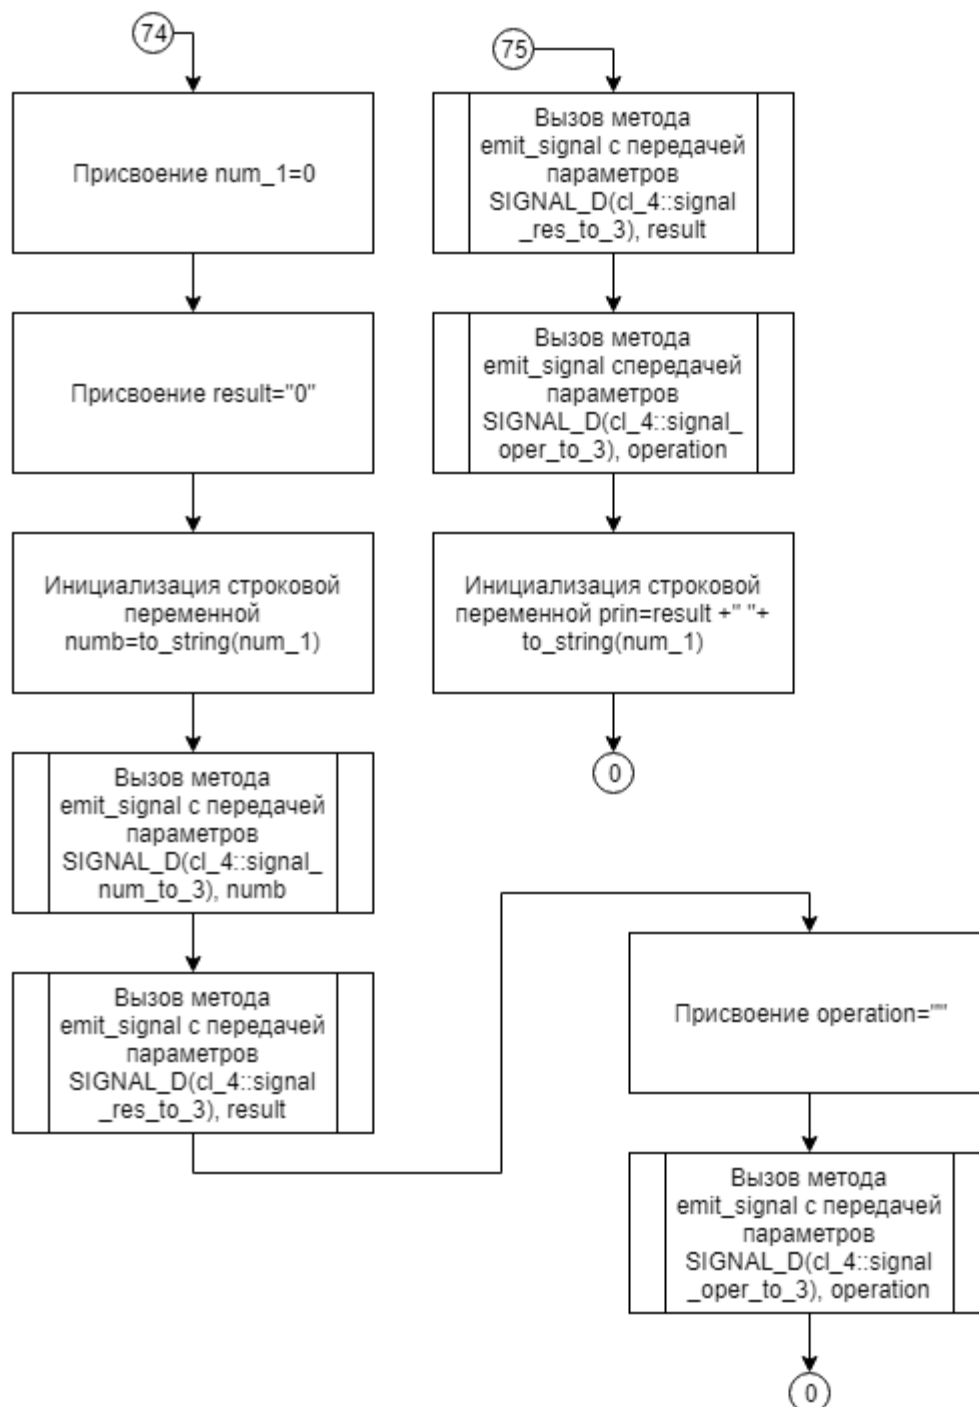 74
Присвоение num_1=0
Присвоение result="0"
Инициализация строковой
переменной
numb=to_string(num_1)
Вызов метода
emit_signal с передачей
параметров
SIGNAL_D(cl_4::signal_
num_to_3), numb
Вызов метода
emit_signal с передачей
параметров
SIGNAL_D(cl_4::signal
_res_to_3), result
75
Вызов метода
emit_signal с передачей
параметров
SIGNAL_D(cl_4::signal
_res_to_3), result
Вызов метода
emit_signal спередачей
параметров
SIGNAL_D(cl_4::signal_
oper_to_3), operation
Инициализация строковой
переменной prin=result +" "+
to_string(num_1)
0
Присвоение operation=""
Вызов метода
emit_signal с передачей
параметров
SIGNAL_D(cl_4::signal
_oper_to_3), operation
0